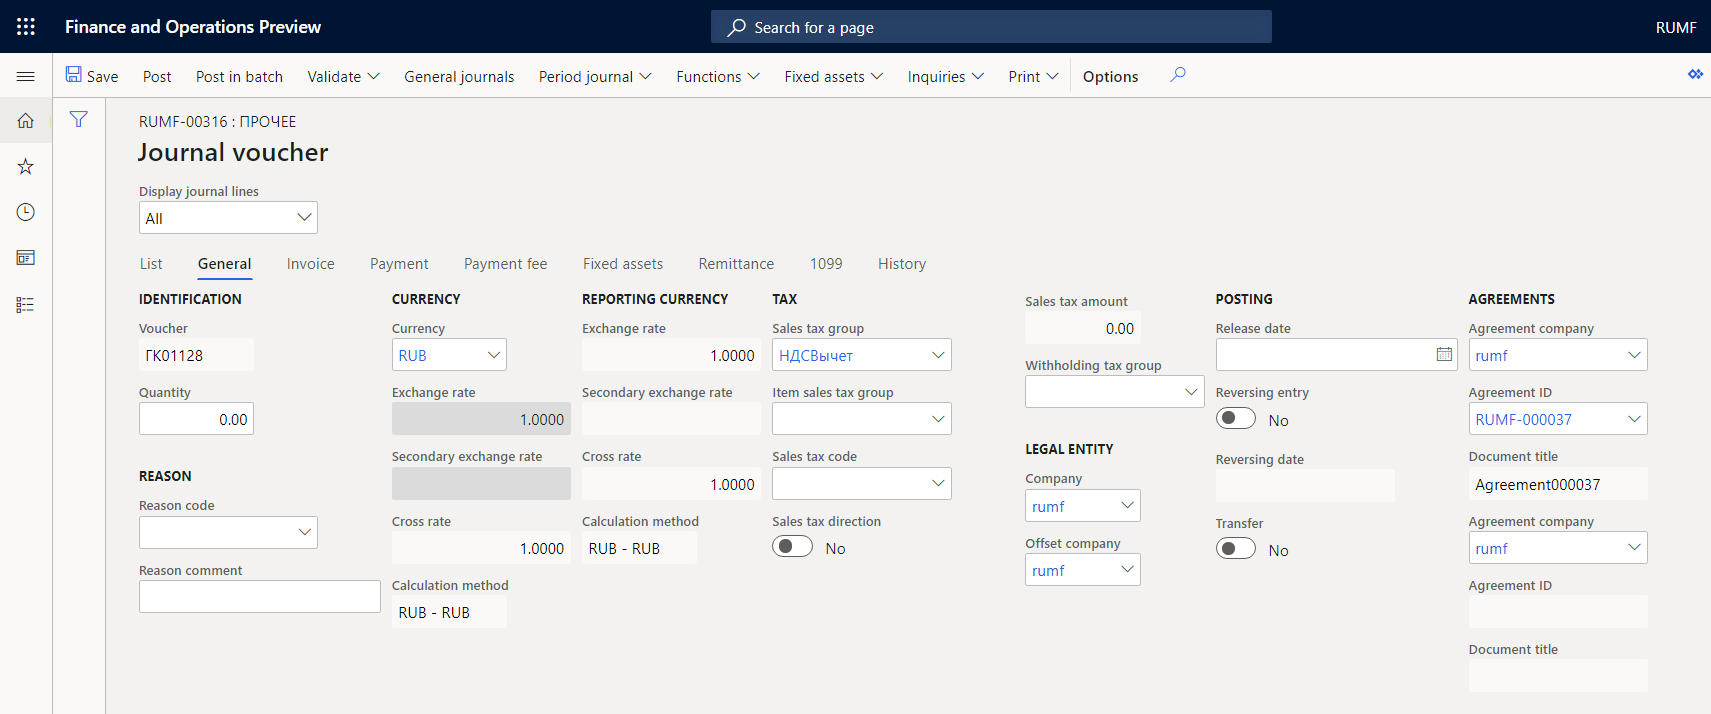 Finance and Operations Preview
Search for a page
RUMF
Save Post Post in batch Validate General journals Period journal Functions Fixed assets Inquiries Print Options
RUMF-00316 : ПРОЧЕЕ
Journal voucher
Display journal lines
All
List General Invoice Payment Payment fee Fixed assets Remittance 1099 History
IDENTIFICATION
Voucher
ГК01128
Quantity
0.00
REASON
Reason code
Reason comment
CURRENCY
Currency
RUB
Exchange rate
1.0000
Secondary exchange rate
Cross rate
1.0000
Calculation method
RUB - RUB
REPORTING CURRENCY
Exchange rate
1.0000
Secondary exchange rate
Cross rate
1.0000
Calculation method
RUB - RUB
TAX
Sales tax group
НДСВычет
Item sales tax group
Sales tax code
Sales tax direction
No
Sales tax amount
0.00
Withholding tax group
LEGAL ENTITY
Company
rumf
Offset company
rumf
POSTING
Release date
Reversing entry
No
Reversing date
Transfer
No
AGREEMENTS
Agreement company
rumf
Agreement ID
RUMF-000037
Document title
Agreement000037
Agreement company
rumf
Agreement ID
Document title